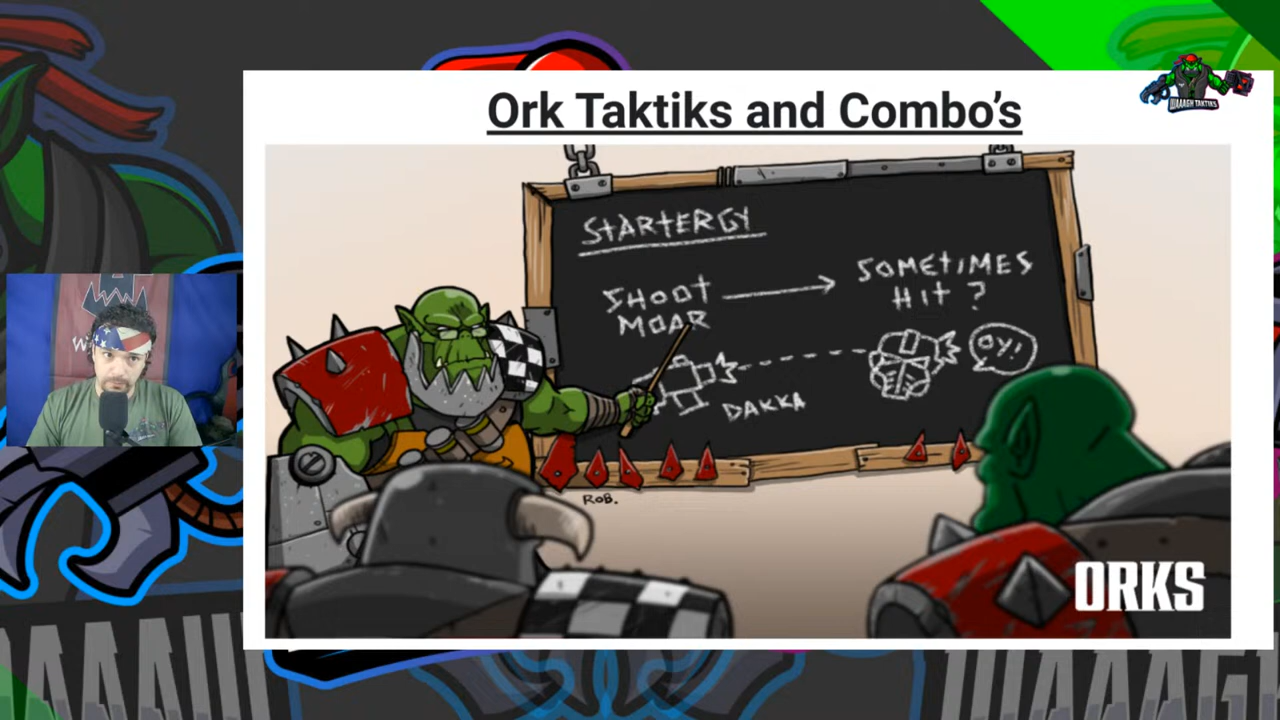 Ork Taktiks and Combo's
WAAAGH TAKTIKS
STARTERGY
SHOOT
MOAR
SOMETIMES
HIT ?
OY!
DAKKA
ROB.
ORKS